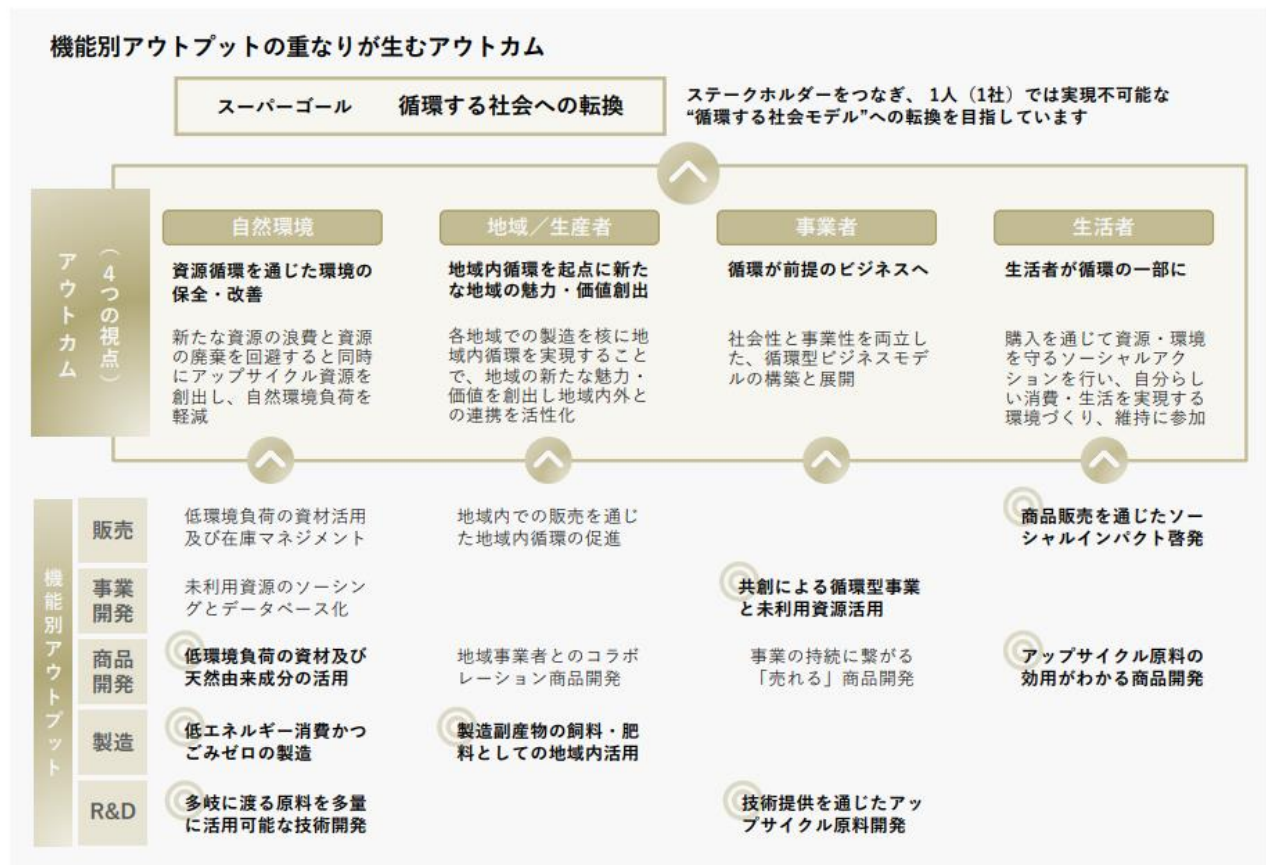 機能別アウトプットの重なりが生むアウトカム
スーパーゴール 循環する社会への転換
ステークホルダーをつなぎ、 1人（1社）では実現不可能な
“循環する社会モデル”への転換を目指しています
アウトカム
（4つの視点）
自然環境
資源循環を通じた環境の
保全・改善
新たな資源の浪費と資源
の廃棄を回避すると同時
にアップサイクル資源を
創出し、自然環境負荷を
軽減
地域／生産者
地域内循環を起点に新た
な地域の魅力・価値創出
各地域での製造を核に地
域内循環を実現すること
で、地域の新たな魅力・
価値を創出し地域内外と
の連携を活性化
事業者
循環が前提のビジネスへ
社会性と事業性を両立し
た、循環型ビジネスモデ
ルの構築と展開
生活者
生活者が循環の一部に
購入を通じて資源・環境
を守るソーシャルアク
ションを行い、自分らし
い消費・生活を実現する
環境づくり、維持に参加
機能別アウトプット
販売
低環境負荷の資材活用
及び在庫マネジメント
地域内での販売を通じ
た地域内循環の促進
商品販売を通じたソー
シャルインパクト啓発
事業
開発
未利用資源のソーシン
グとデータベース化
共創による循環型事業
と未利用資源活用
商品
開発
低環境負荷の資材及び
天然由来成分の活用
地域事業者とのコラボ
レーション商品開発
事業の持続に繋がる
「売れる」商品開発
アップサイクル原料の
効用がわかる商品開発
製造
低エネルギー消費かつ
ごみゼロの製造
製造副産物の飼料・肥
料としての地域内活用
R&D
多岐に渡る原料を多量
に活用可能な技術開発
技術提供を通じたアッ
プサイクル原料開発